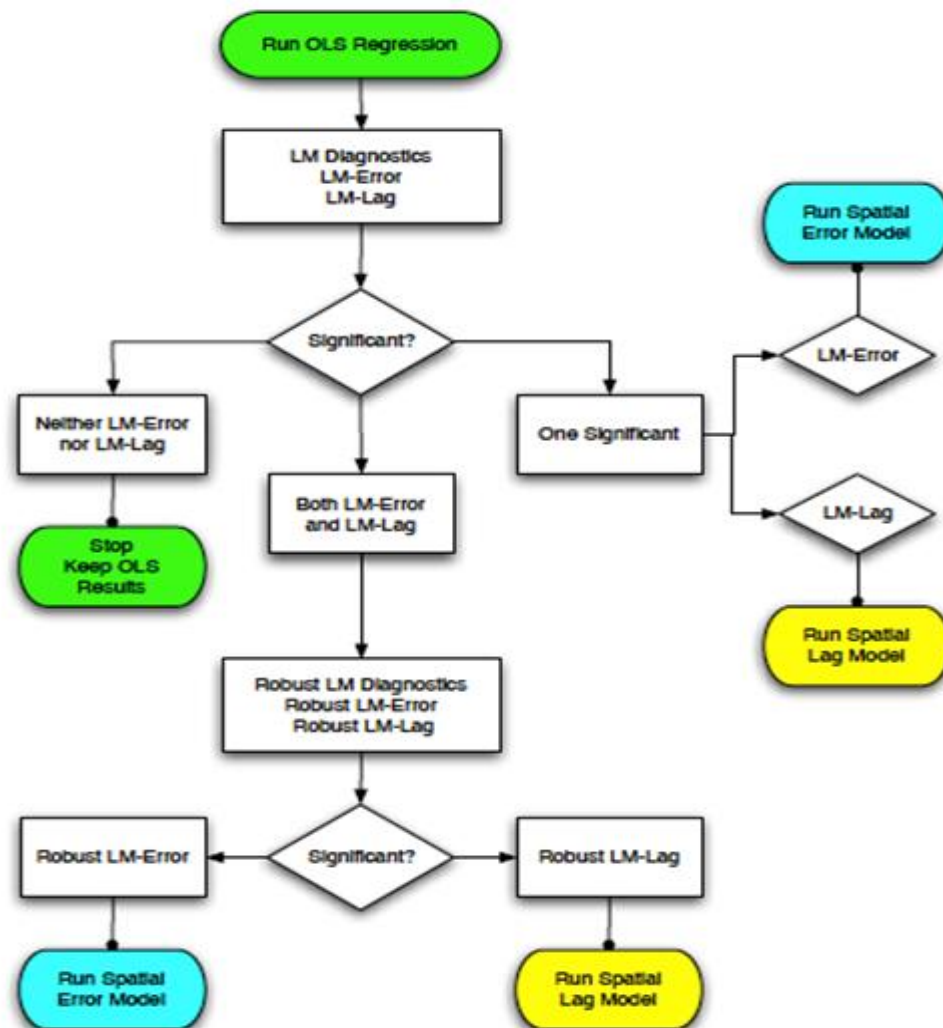 Run OLS Regression
LM Diagnostics
LM-Error
LM-Lag
Run Spatial
Error Model
Significant?
LM-Error
Neither LM-Error
nor LM-Lag
One Significant
Both LM-Error
and LM-Lag
LM-Lag
Stop
Keep OLS
Results
Run Spatial
Lag Model
Robust LM Diagnostics
Robust LM-Error
Robust LM-Lag
Robust LM-Error
Significant?
Robust LM-Lag
Run Spatial
Error Model
Run Spatial
Lag Model